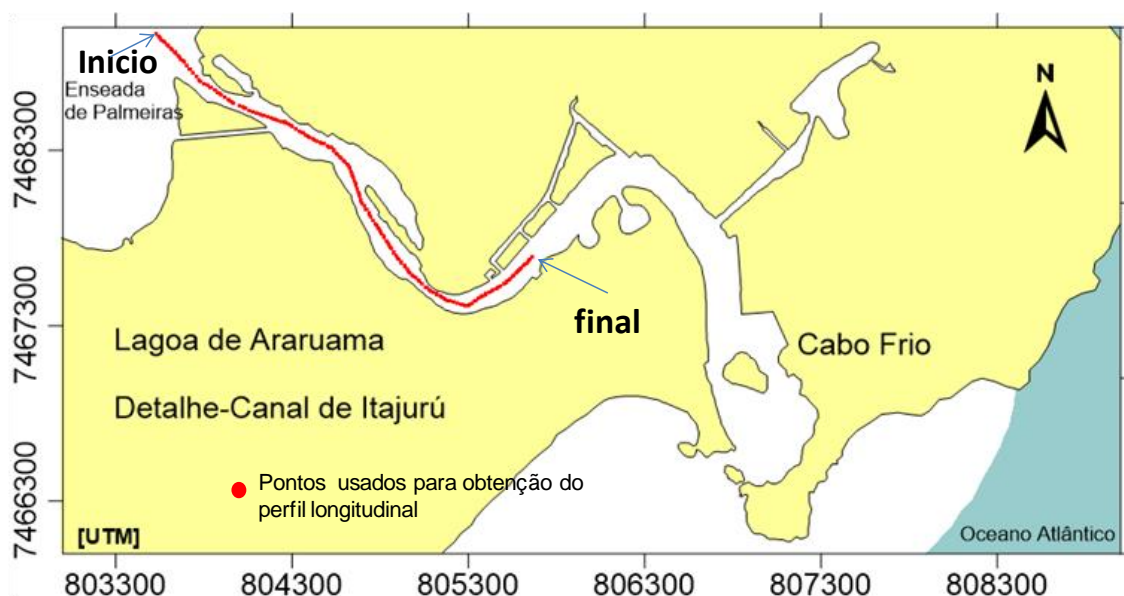 Inicio
Enseada
de Palmeiras
N
7468300
7467300
7466300
final
Lagoa de Araruama
Cabo Frio
Detalhe-Canal de Itajurú
Pontos usados para obtenção do
perfil longitudinal
[UTM]
Oceano Atlântico
803300
804300
805300
806300
807300
808300